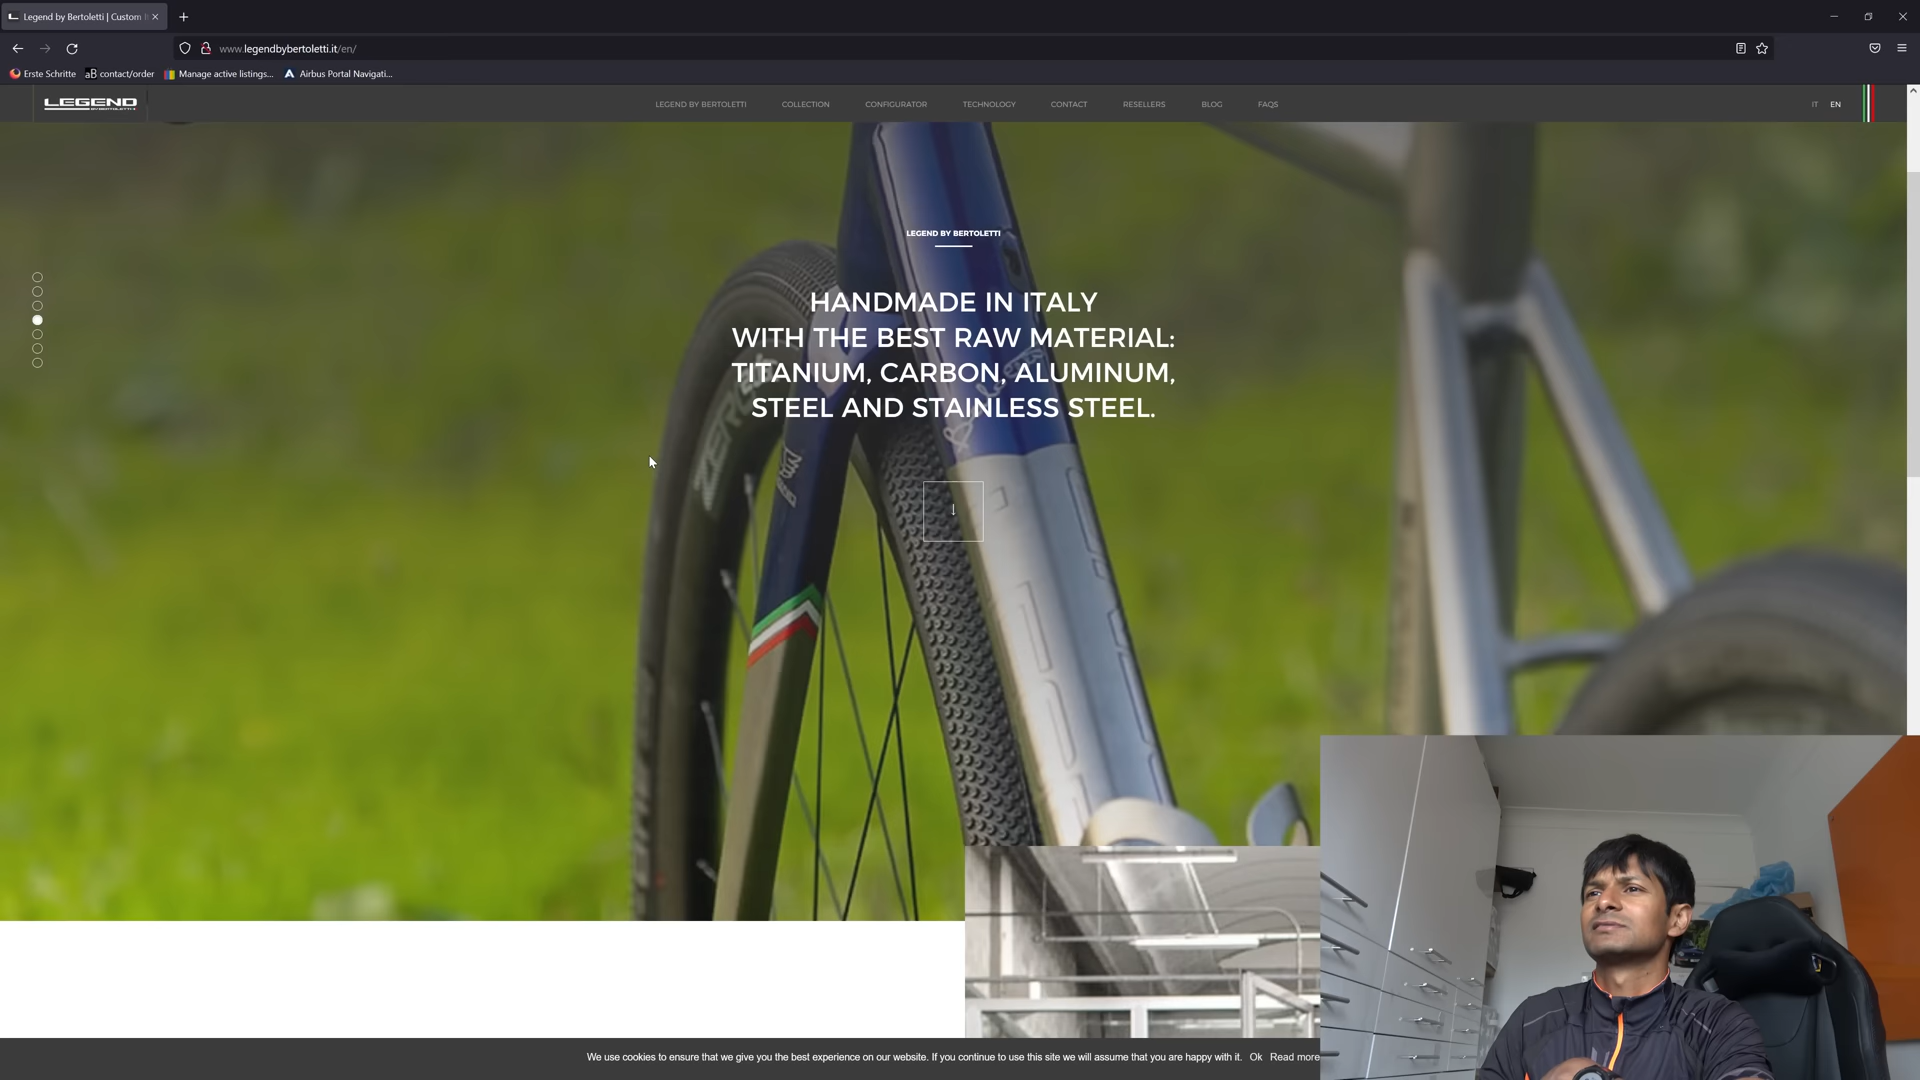 Legend by Bertoletti | Custom
www.legendbybertoletti.it/en/
Erste Schritte
aB contact/order
Manage active listings...
Airbus Portal Navigati...
LEGEND
BY BERTOLETTI
LEGEND BY BERTOLETTI
COLLECTION
CONFIGURATOR
TECHNOLOGY
CONTACT
RESELLERS
BLOG
FAQS
IT
EN
LEGEND BY BERTOLETTI
HANDMADE IN ITALY
WITH THE BEST RAW MATERIAL:
TITANIUM, CARBON, ALUMINUM,
STEEL AND STAINLESS STEEL.
We use cookies to ensure that we give you the best experience on our website. If you continue to use this site we will assume that you are happy with it. Ok Read more